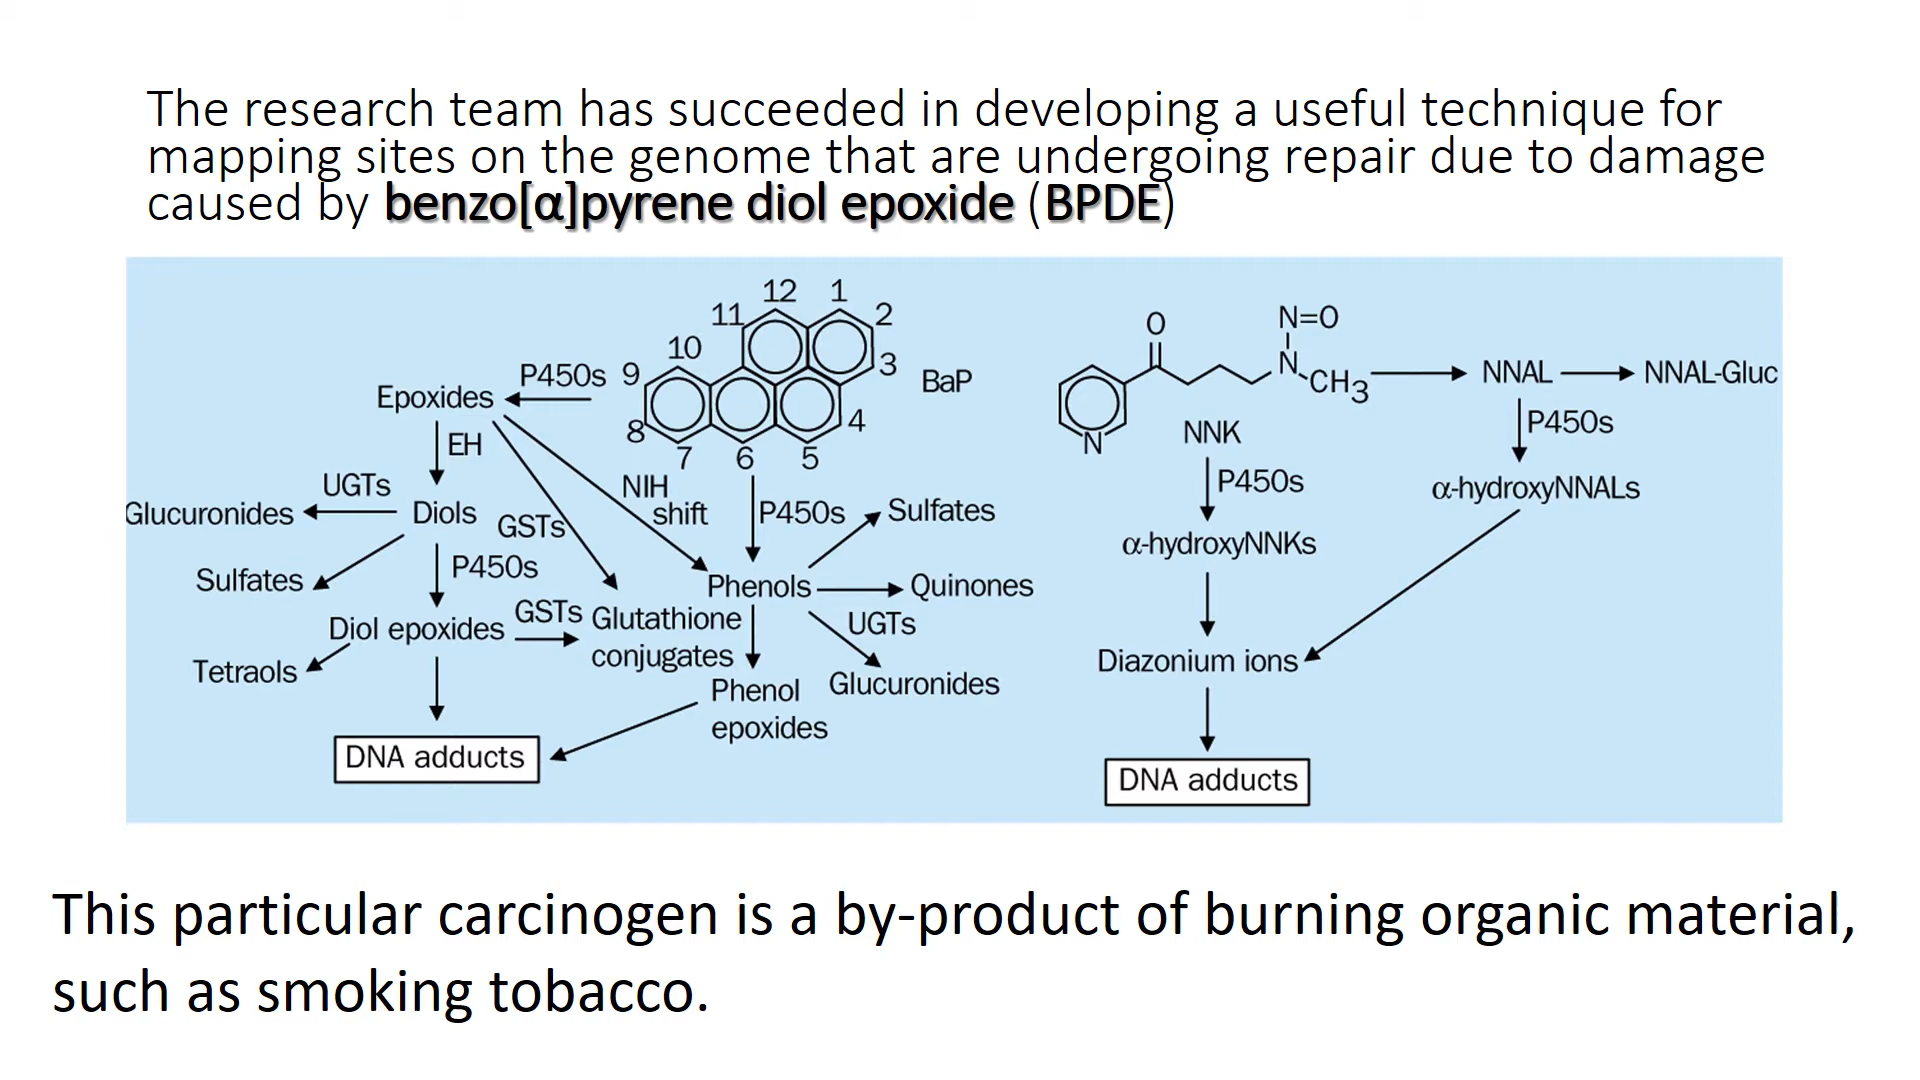 The research team has succeeded in developing a useful technique for
mapping sites on the genome that are undergoing repair due to damage
caused by benzo[α]pyrene diol epoxide (BPDE)
12 1
11 2
10
9 3
BaP
8 4
7 6 5
P450s
Epoxides
EH
UGTs
Glucuronides
Diols
GSTs
NIH
shift
P450s
Sulfates
Sulfates
P450s
Phenols
Quinones
Diol epoxides
GSTs
Glutathione
conjugates
UGTs
Tetraols
Phenol
epoxides
Glucuronides
DNA adducts
O
N=O
N
CH3
N
NNK
NNAL
NNAL-Gluc
P450s
P450s
α-hydroxyNNALs
α-hydroxyNNKs
Diazonium ions
DNA adducts
This particular carcinogen is a by-product of burning organic material,
such as smoking tobacco.